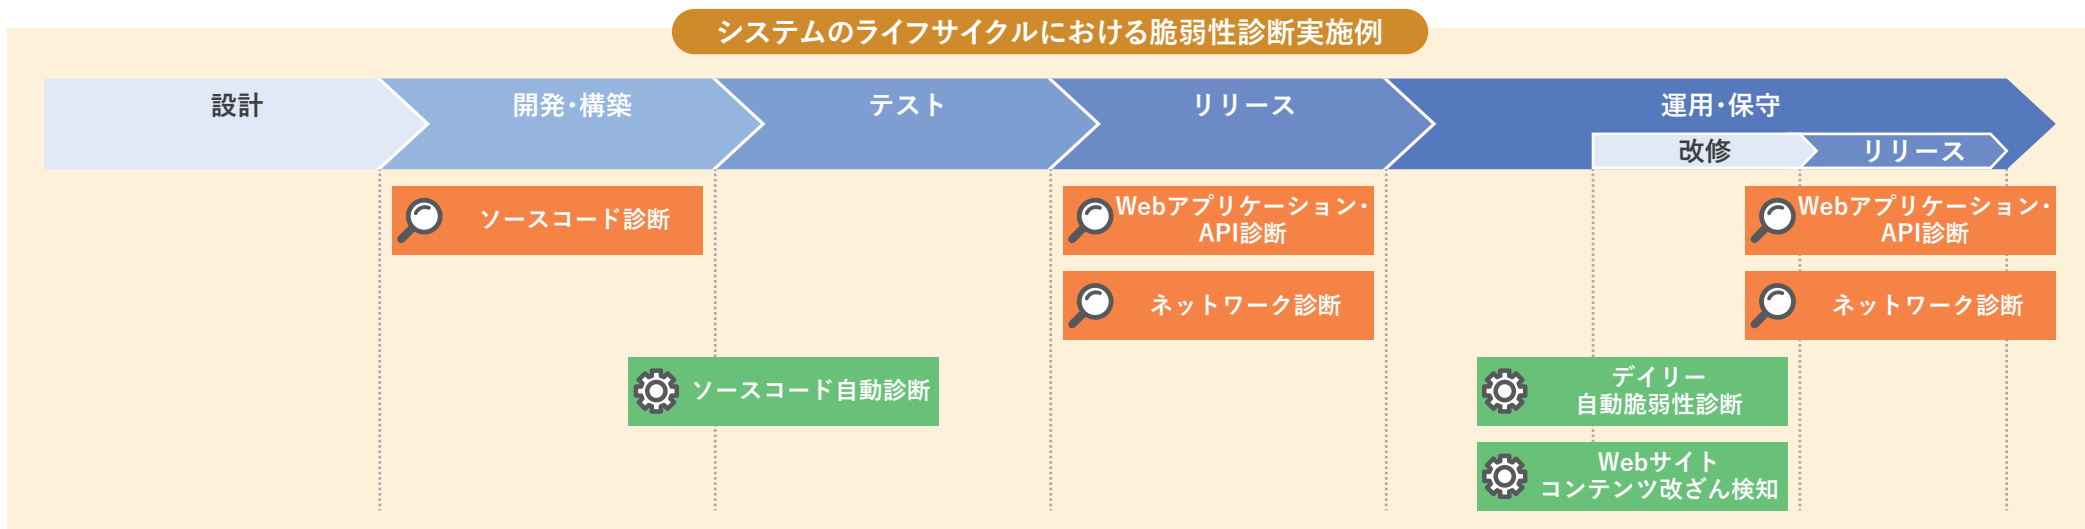 システムのライフサイクルにおける脆弱性診断実施例
設計
開発・構築
テスト
リリース
運用・保守
改修
リリース
ソースコード診断
Webアプリケーション・
API診断
Webアプリケーション・
API診断
ネットワーク診断
ネットワーク診断
ソースコード自動診断
デイリー
自動脆弱性診断
Webサイト
コンテンツ改ざん検知